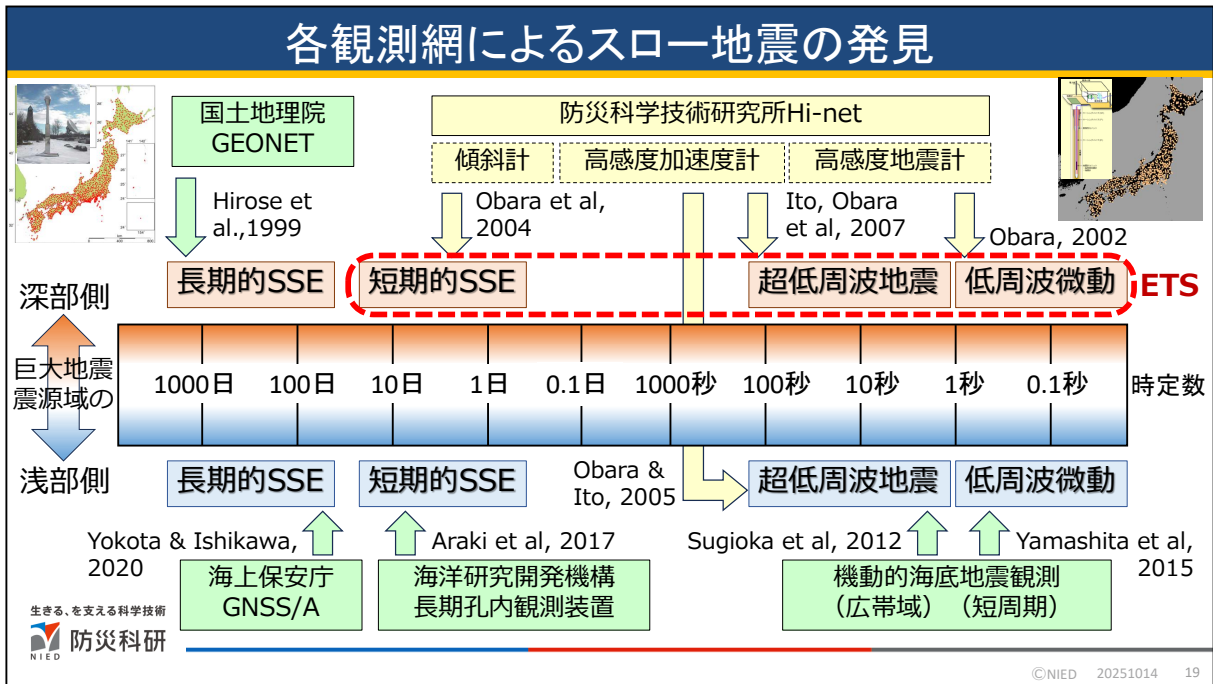 各観測網によるスロー地震の発見
国土地理院
GEONET
防災科学技術研究所Hi-net
傾斜計
高感度加速度計
高感度地震計
Hirose et
al.,1999
Obara et al,
2004
Ito, Obara
et al, 2007
Obara, 2002
深部側
長期的SSE
短期的SSE
超低周波地震
低周波微動
ETS
巨大地震
震源域の
1000日
100日
10日
1日
0.1日
1000秒
100秒
10秒
1秒
0.1秒
時定数
浅部側
長期的SSE
短期的SSE
Obara &
Ito, 2005
超低周波地震
低周波微動
Yokota & Ishikawa,
2020
Araki et al, 2017
Sugioka et al, 2012
Yamashita et al,
2015
海上保安庁
GNSS/A
海洋研究開発機構
長期孔内観測装置
機動的海底地震観測
（広帯域）（短周期）
生きる、を支える科学技術
防災科研
NIED
©NIED 20251014 19